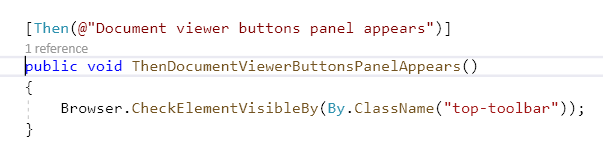 [Then(@"Document viewer buttons panel appears")]
1 reference
public void ThenDocumentViewerButtonsPanelAppears()
{
Browser.CheckElementVisibleBy(By.ClassName("top-toolbar"));
}